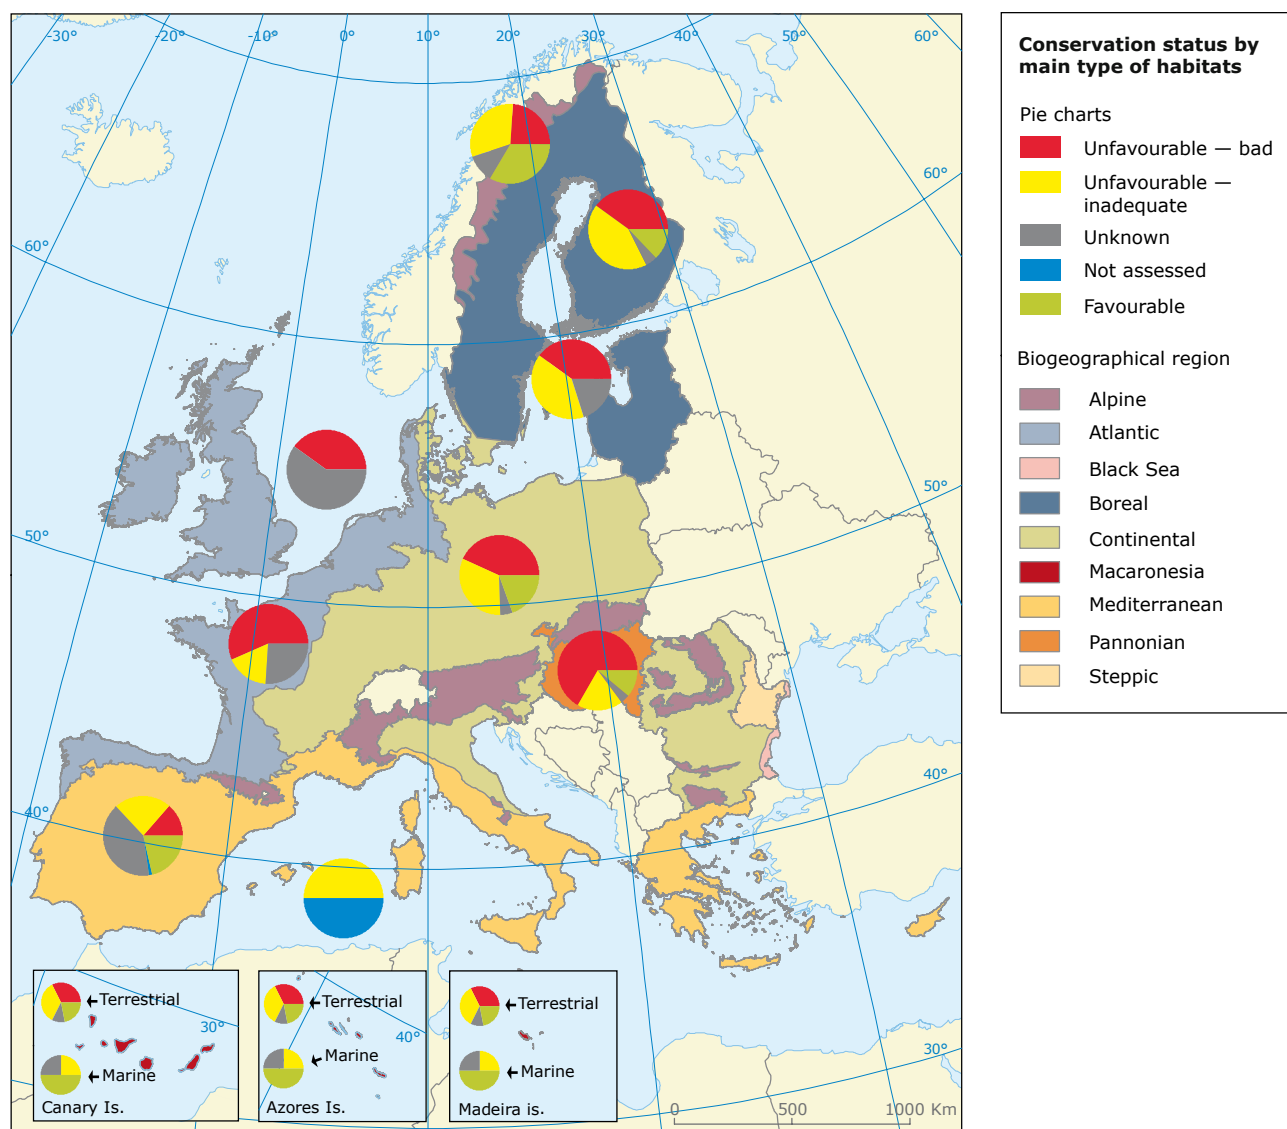 -30°
-20°
-10°
0°
10°
20°
30°
40°
50°
60°
60°
60°
50°
50°
40°
40°
30°
Terrestrial
30°
Marine
Canary Is.
Terrestrial
40°
Marine
Azores Is.
Terrestrial
Marine
Madeira is.
0
500
1000 Km
Conservation status by
main type of habitats
Pie charts
Unfavourable — bad
Unfavourable —
inadequate
Unknown
Not assessed
Favourable
Biogeographical region
Alpine
Atlantic
Black Sea
Boreal
Continental
Macaronesia
Mediterranean
Pannonian
Steppic